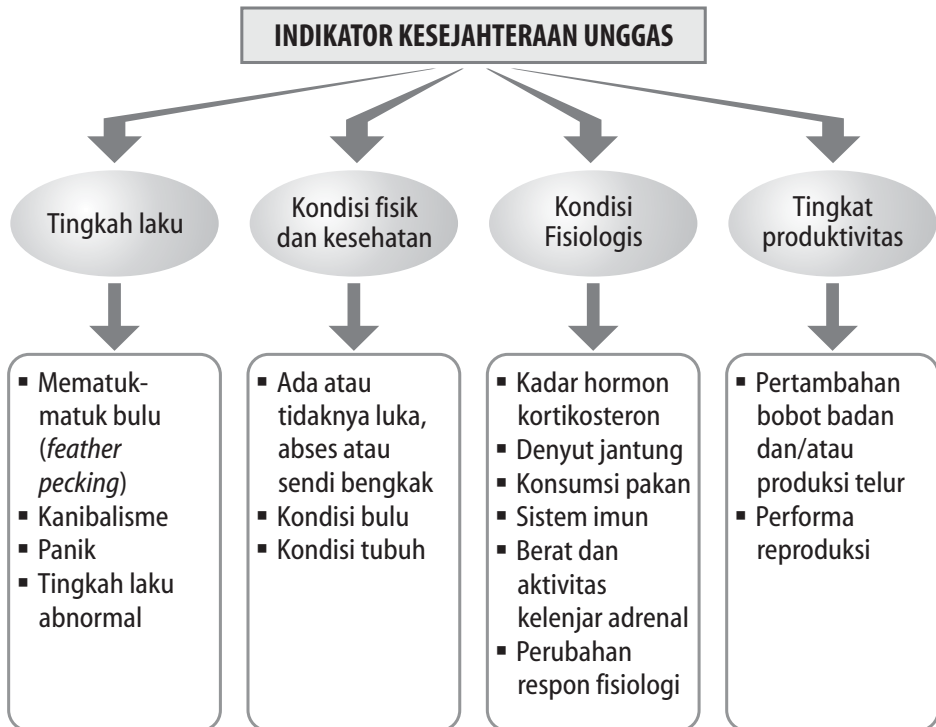 INDIKATOR KESEJAHTERAAN UNGGAS
Tingkah laku
Kondisi fisik
dan kesehatan
Kondisi
Fisiologis
Tingkat
produktivitas
▪ Mematuk-
matuk bulu
(feather
pecking)
▪ Kanibalisme
▪ Panik
▪ Tingkah laku
abnormal
▪ Ada atau
tidaknya luka,
abses atau
sendi bengkak
▪ Kondisi bulu
▪ Kondisi tubuh
▪ Kadar hormon
kortikosteron
▪ Denyut jantung
▪ Konsumsi pakan
▪ Sistem imun
▪ Berat dan
aktivitas
kelenjar adrenal
▪ Perubahan
respon fisiologi
▪ Pertambahan
bobot badan
dan/atau
produksi telur
▪ Performa
reproduksi